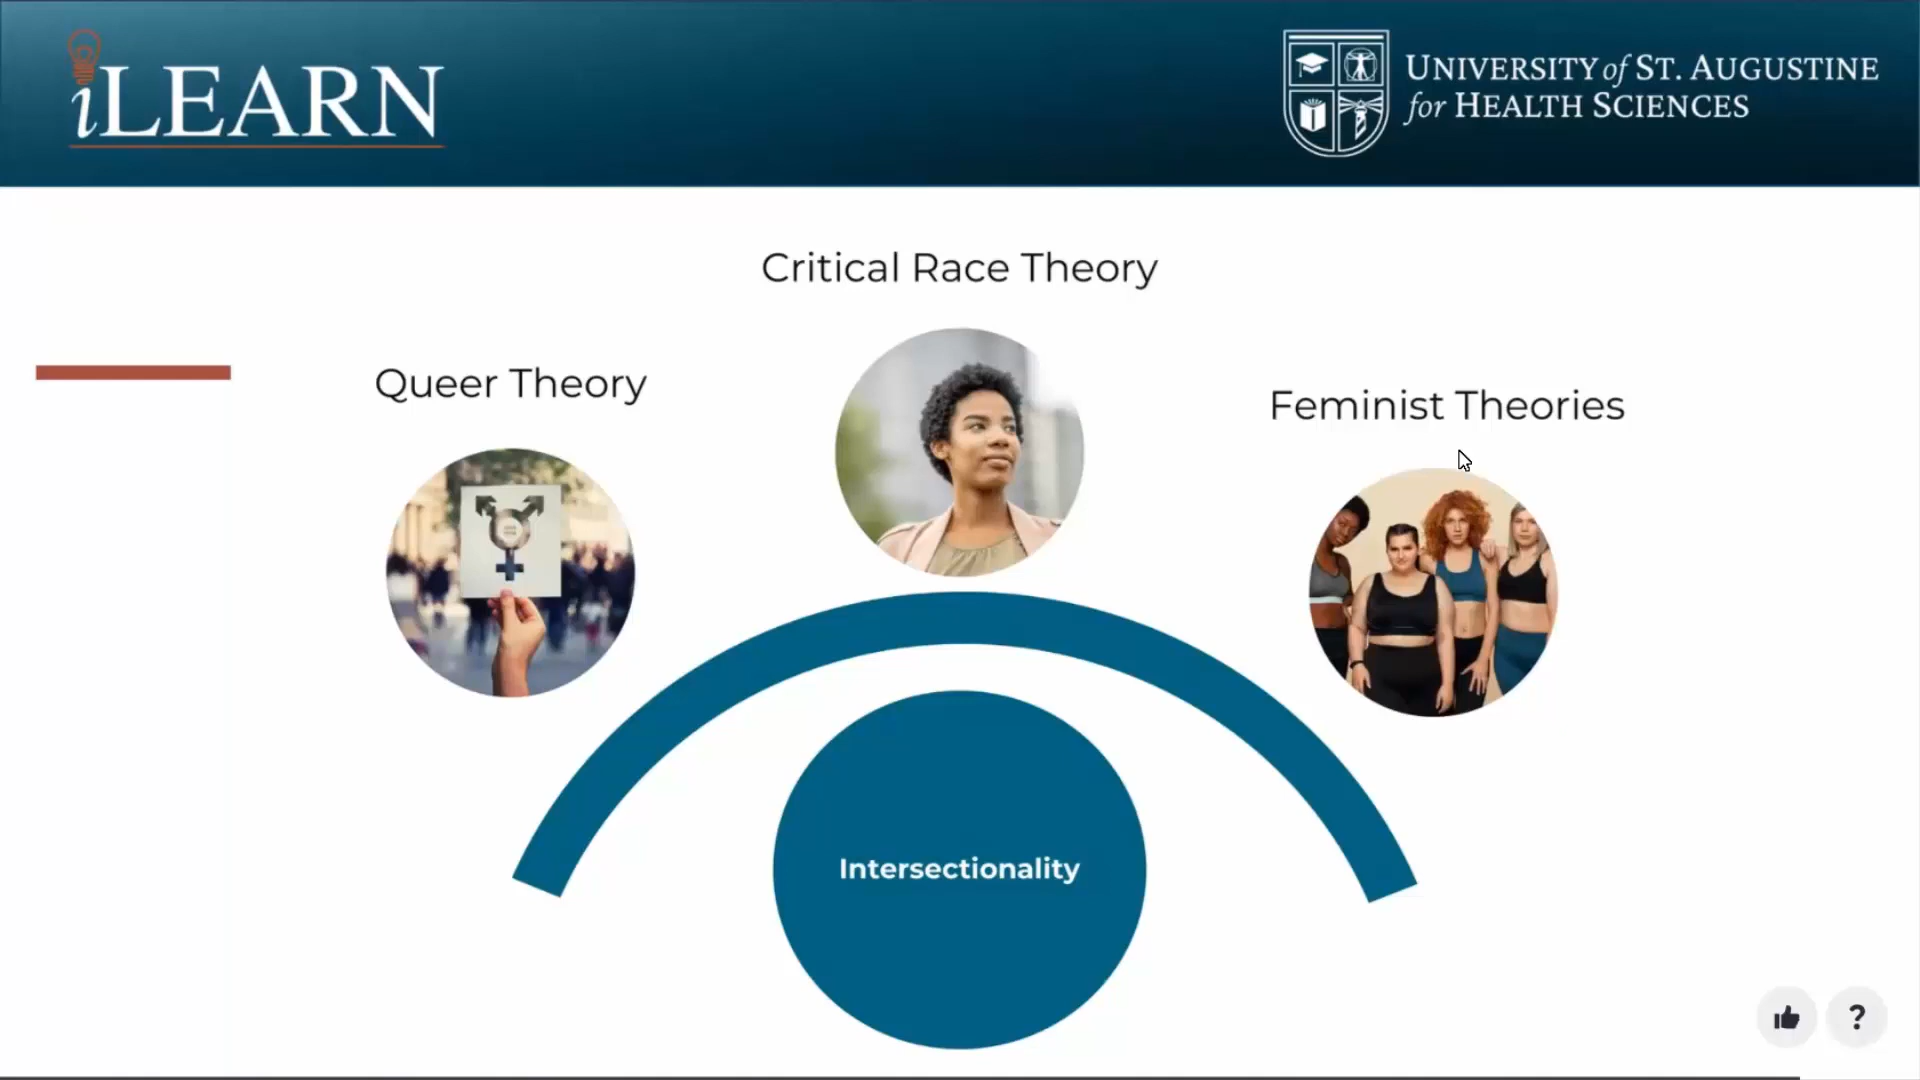 iLEARN
UNIVERSITY of ST. AUGUSTINE
for HEALTH SCIENCES
Critical Race Theory
Queer Theory
Feminist Theories
Intersectionality
?